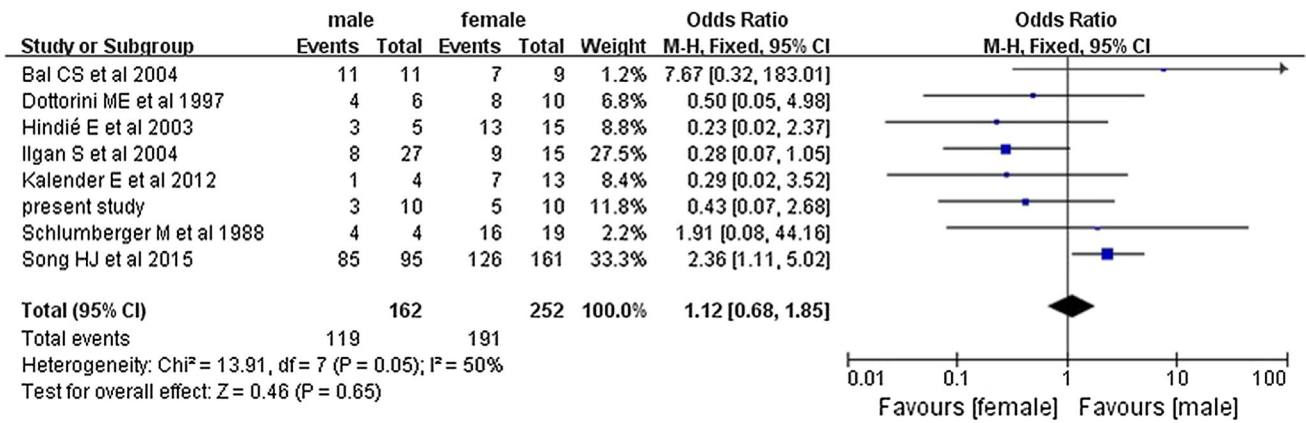 male female Odds Ratio Odds Ratio
Study or Subgroup Events Total Events Total Weight M-H, Fixed, 95% CI M-H, Fixed, 95% CI
Bal CS et al 2004 11 11 7 9 1.2% 7.67 [0.32, 183.01]
Dottorini ME et al 1997 4 6 8 10 6.8% 0.50 [0.05, 4.98]
Hindié E et al 2003 3 5 13 15 8.8% 0.23 [0.02, 2.37]
Ilgan S et al 2004 8 27 9 15 27.5% 0.28 [0.07, 1.05]
Kalender E et al 2012 1 4 7 13 8.4% 0.29 [0.02, 3.52]
present study 3 10 5 10 11.8% 0.43 [0.07, 2.68]
Schlumberger M et al 1988 4 4 16 19 2.2% 1.91 [0.08, 44.16]
Song HJ et al 2015 85 95 126 161 33.3% 2.36 [1.11, 5.02]
Total (95% CI) 162 252 100.0% 1.12 [0.68, 1.85]
Total events 119 191
Heterogeneity: Chi² = 13.91, df = 7 (P = 0.05); I² = 50%
Test for overall effect: Z = 0.46 (P = 0.65)
0.01 0.1 1 10 100
Favours [female] Favours [male]